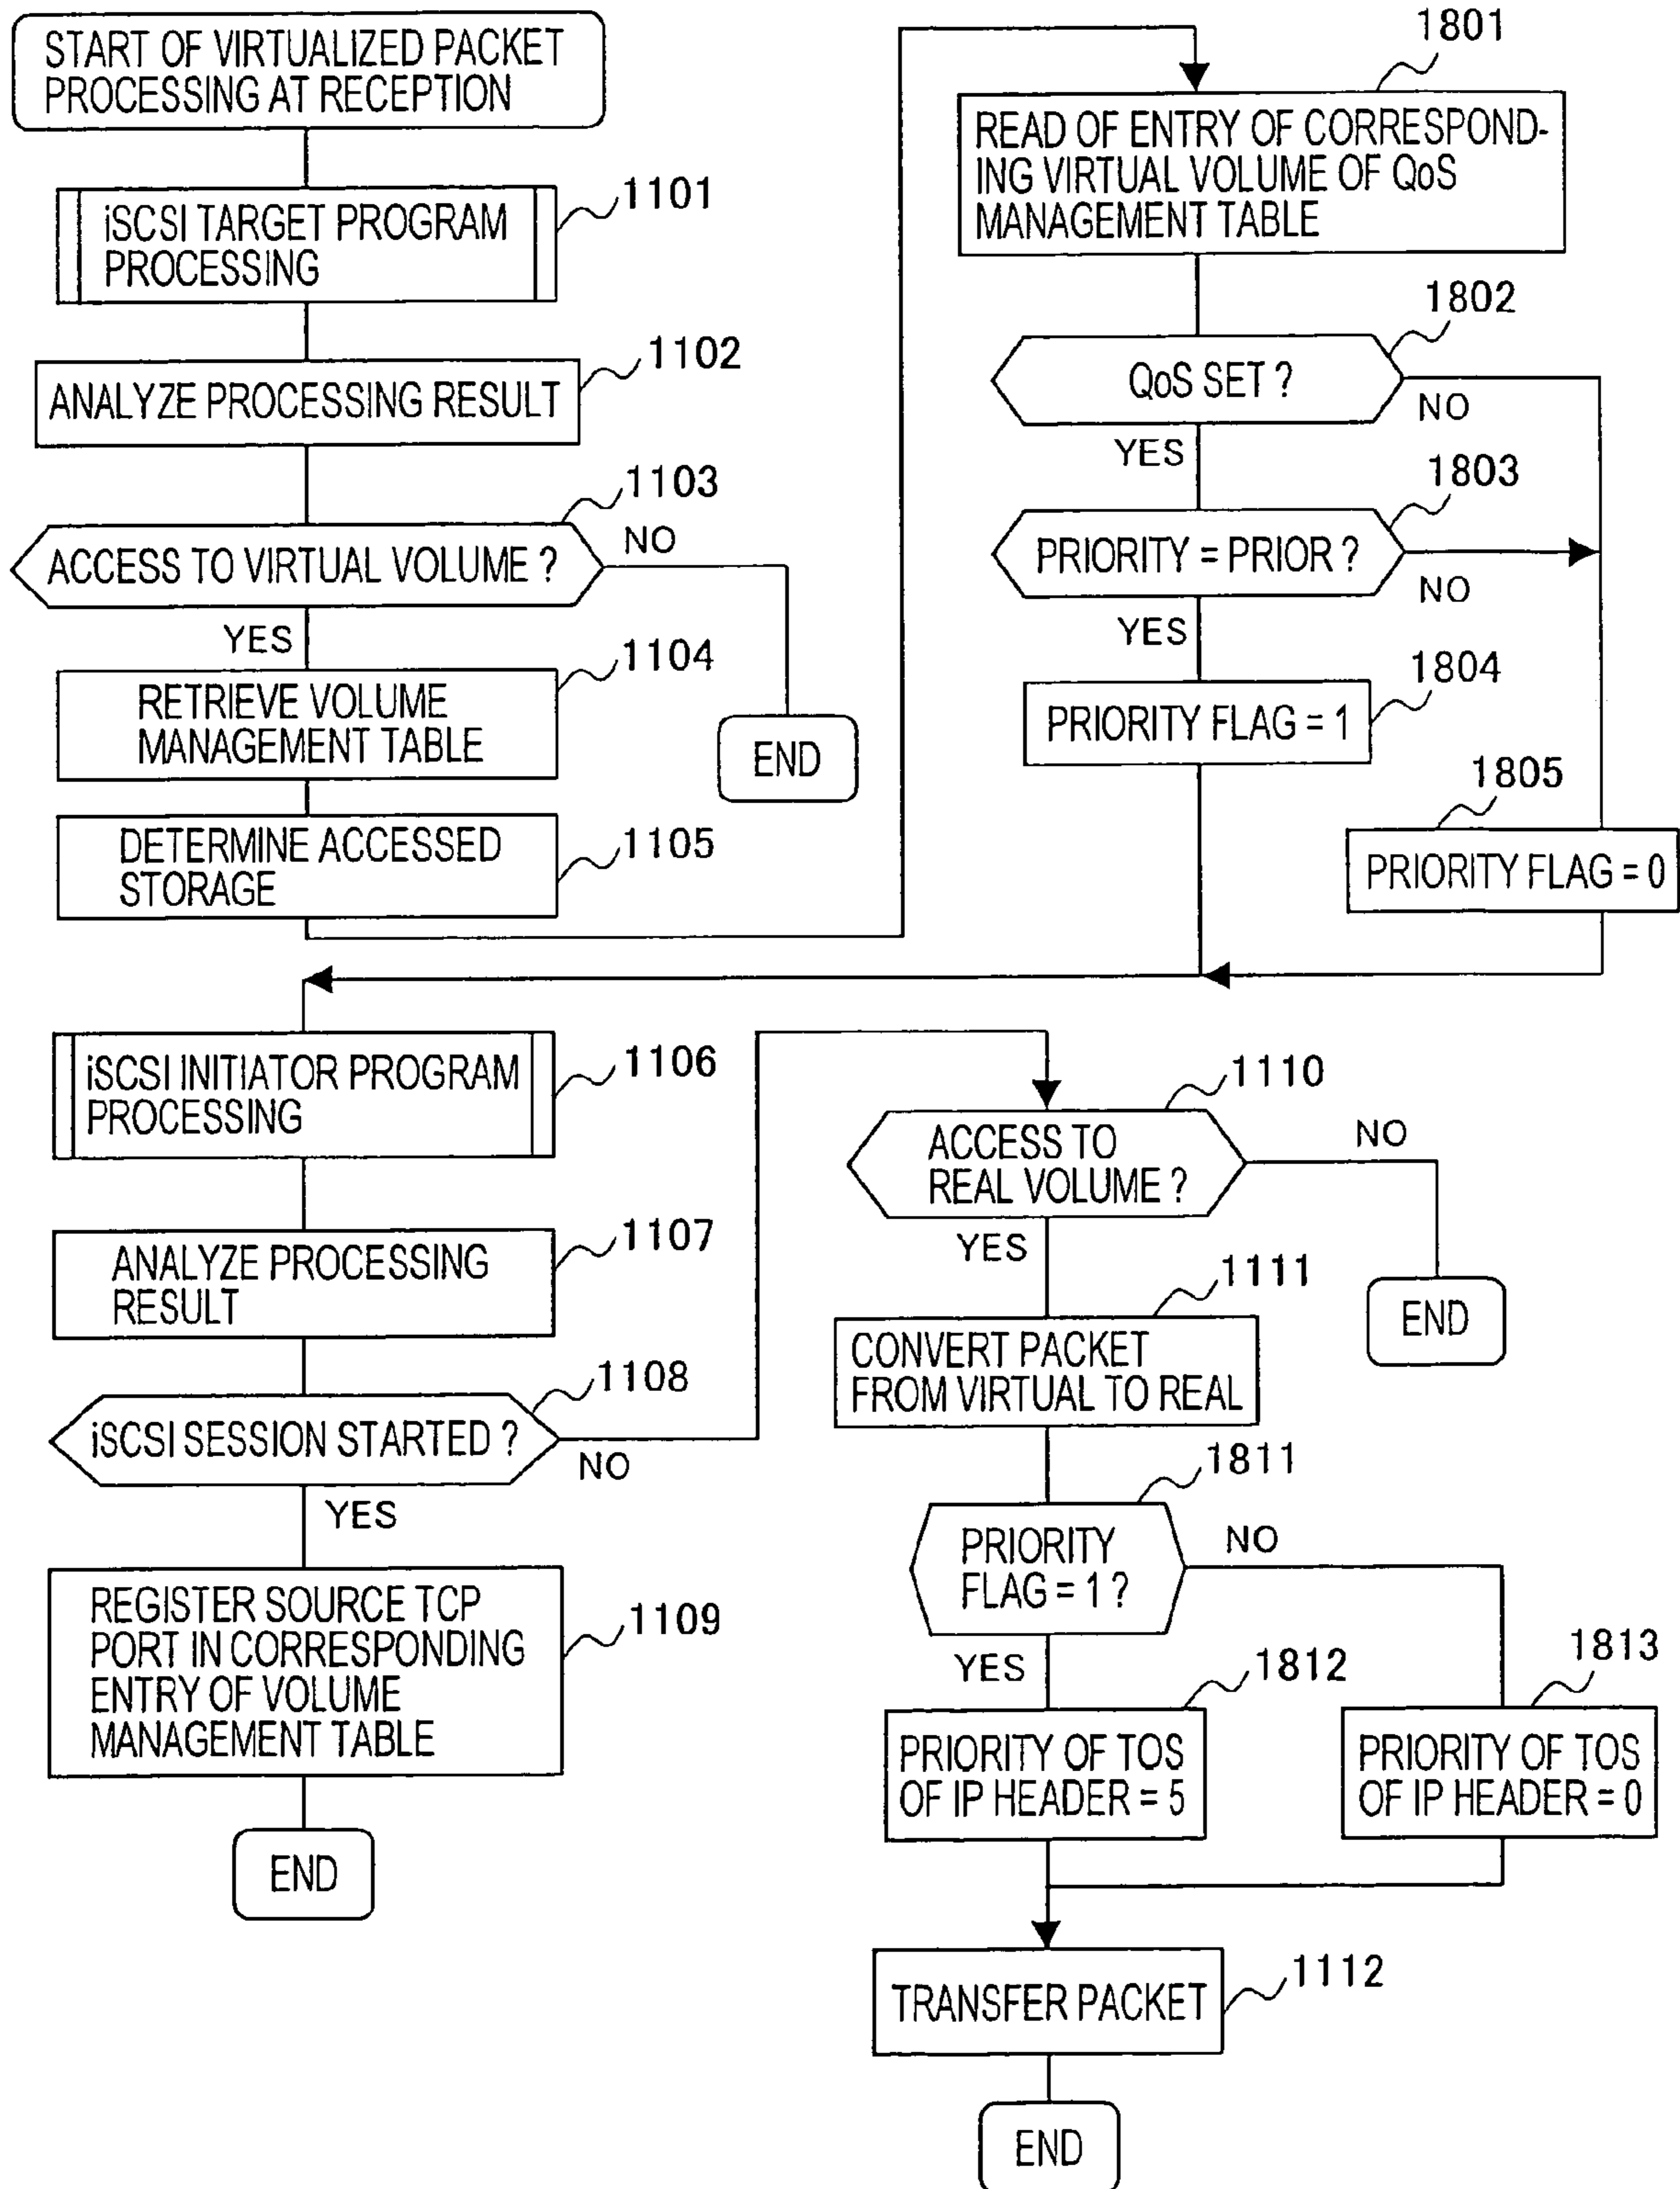 START OF VIRTUALIZED PACKET
PROCESSING AT RECEPTION
iSCSI TARGET PROGRAM
PROCESSING
1101
ANALYZE PROCESSING RESULT
1102
ACCESS TO VIRTUAL VOLUME ?
1103
NO
YES
END
RETRIEVE VOLUME
MANAGEMENT TABLE
1104
DETERMINE ACCESSED
STORAGE
1105
1801
READ OF ENTRY OF CORRESPOND-
ING VIRTUAL VOLUME OF QoS
MANAGEMENT TABLE
1802
QoS SET ?
NO
YES
1803
PRIORITY = PRIOR ?
NO
YES
1804
PRIORITY FLAG = 1
1805
PRIORITY FLAG = 0
iSCSI INITIATOR PROGRAM
PROCESSING
1106
ANALYZE PROCESSING
RESULT
1107
1108
iSCSI SESSION STARTED ?
NO
YES
REGISTER SOURCE TCP
PORT IN CORRESPONDING
ENTRY OF VOLUME
MANAGEMENT TABLE
1109
END
1110
ACCESS TO
REAL VOLUME ?
NO
YES
END
1111
CONVERT PACKET
FROM VIRTUAL TO REAL
1811
PRIORITY
FLAG = 1 ?
NO
YES
1812
PRIORITY OF TOS
OF IP HEADER = 5
1813
PRIORITY OF TOS
OF IP HEADER = 0
1112
TRANSFER PACKET
END